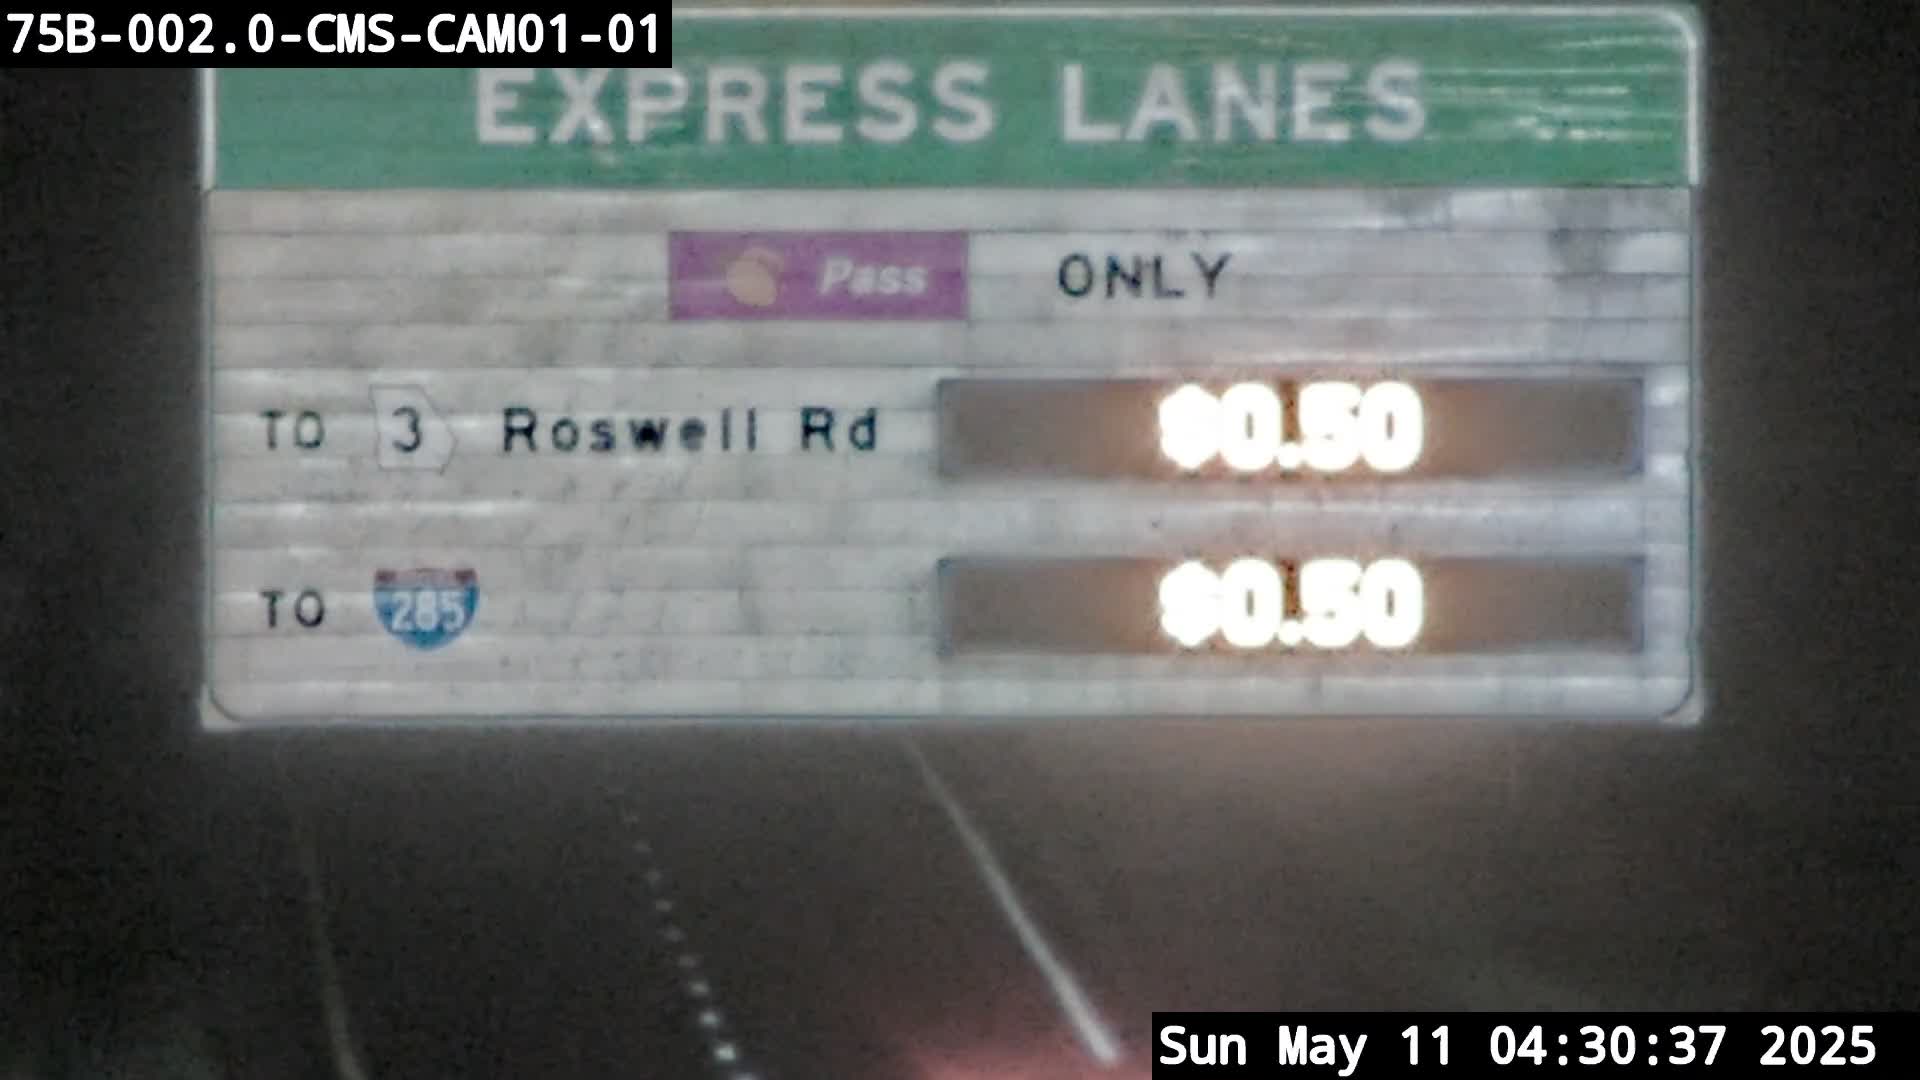 75B-002.0-CMS-CAM01-01
EXPRESS LANES
Pass ONLY
TO 3 Roswell Rd $0.50
TO 285 $0.50
Sun May 11 04:30:37 2025